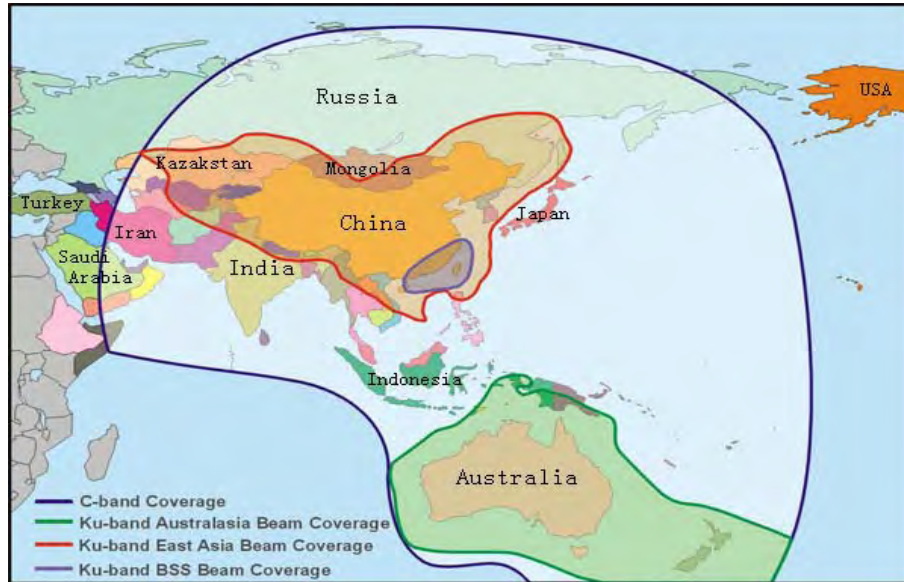 Russia
USA
Kazakstan
Mongolia
Turkey
China
Japan
Iran
Saudi
Arabia
India
Indonesia
Australia
C-band Coverage
Ku-band Australasia Beam Coverage
Ku-band East Asia Beam Coverage
Ku-band BSS Beam Coverage